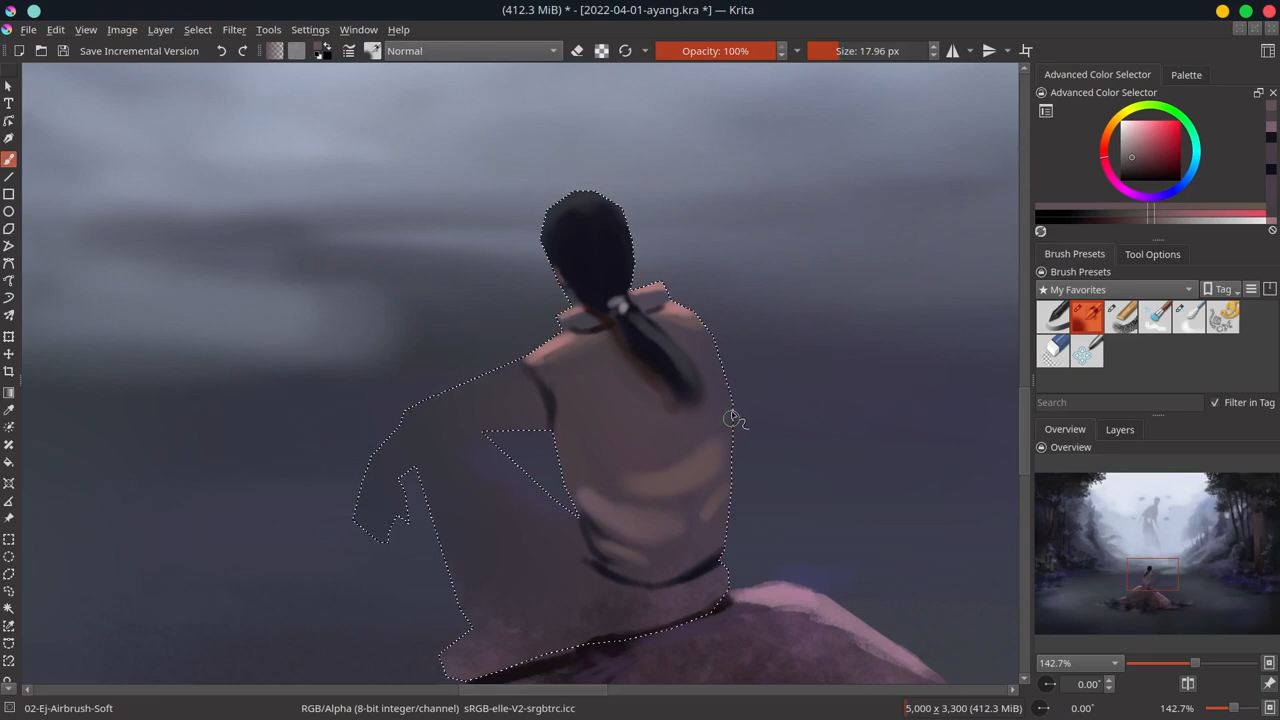 (412.3 MiB) * - [2022-04-01-ayang.kra *] — Krita
File Edit View Image Layer Select Filter Tools Settings Window Help
Save Incremental Version
Normal
Opacity: 100%
Size: 17.96 px
Advanced Color Selector
Palette
Advanced Color Selector
Brush Presets
Tool Options
Brush Presets
★ My Favorites
Tag
Search
Filter in Tag
Overview
Layers
Overview
142.7%
0.00°
02-Ej-Airbrush-Soft
RGB/Alpha (8-bit integer/channel) sRGB-elle-V2-srgbtrc.icc
5,000 x 3,300 (412.3 MiB)
0.00°
142.7%